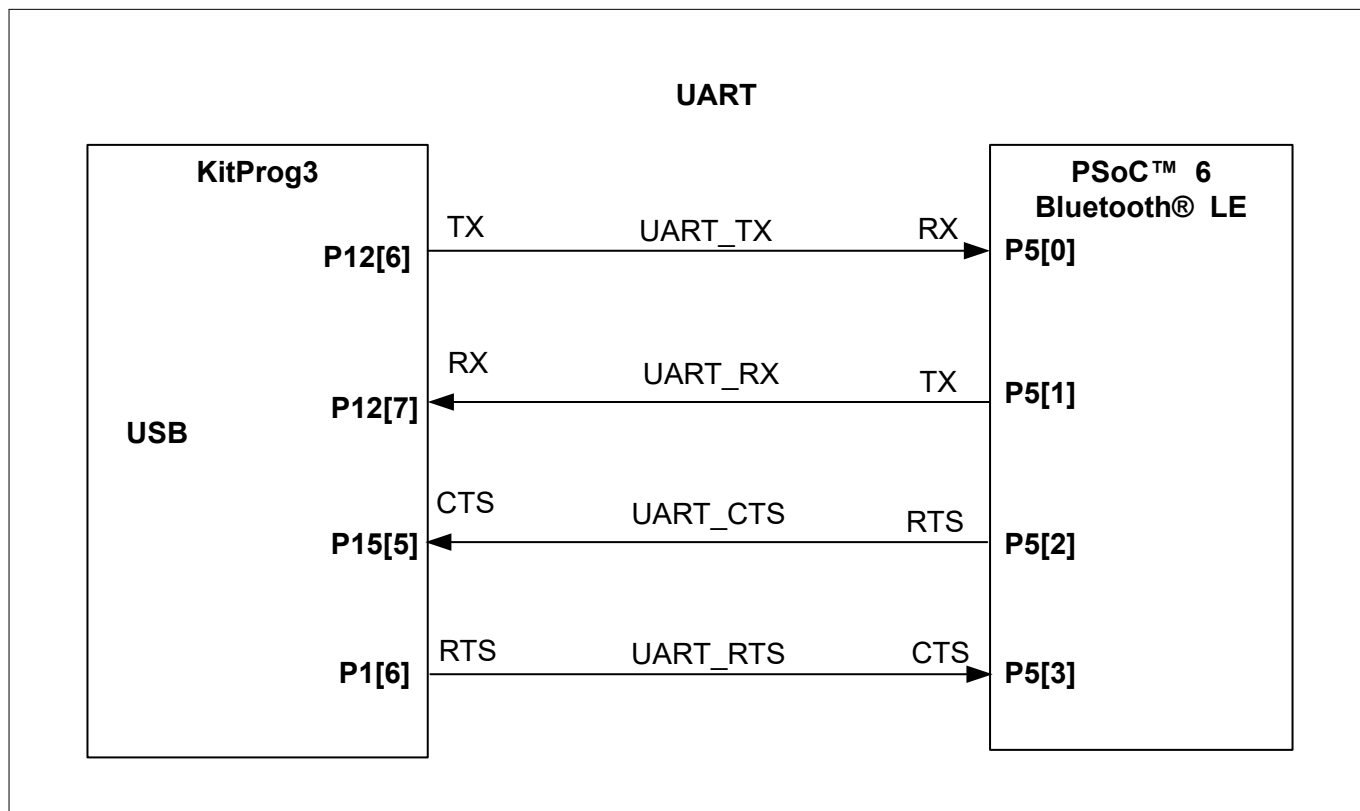 UART
KitProg3
PSoC™ 6
Bluetooth® LE
TX UART_TX RX
P12[6] P5[0]
RX UART_RX TX
P12[7] P5[1]
USB
CTS UART_CTS RTS
P15[5] P5[2]
RTS UART_RTS CTS
P1[6] P5[3]